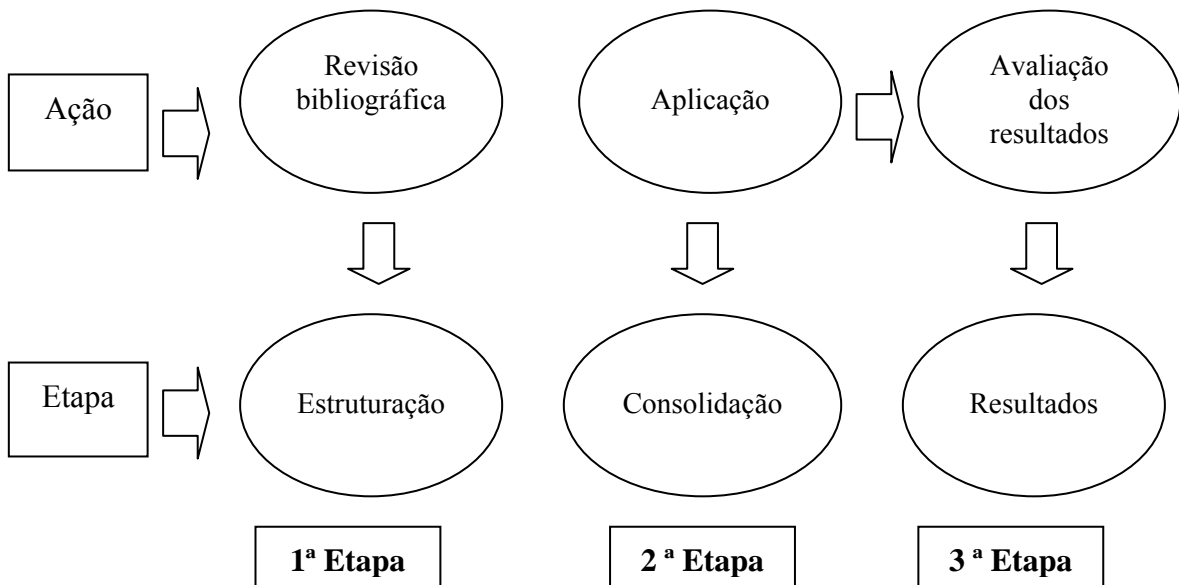 Ação
Revisão
bibliográfica
Aplicação
Avaliação
dos
resultados
Etapa
Estruturação
Consolidação
Resultados
1ª Etapa
2 ª Etapa
3 ª Etapa